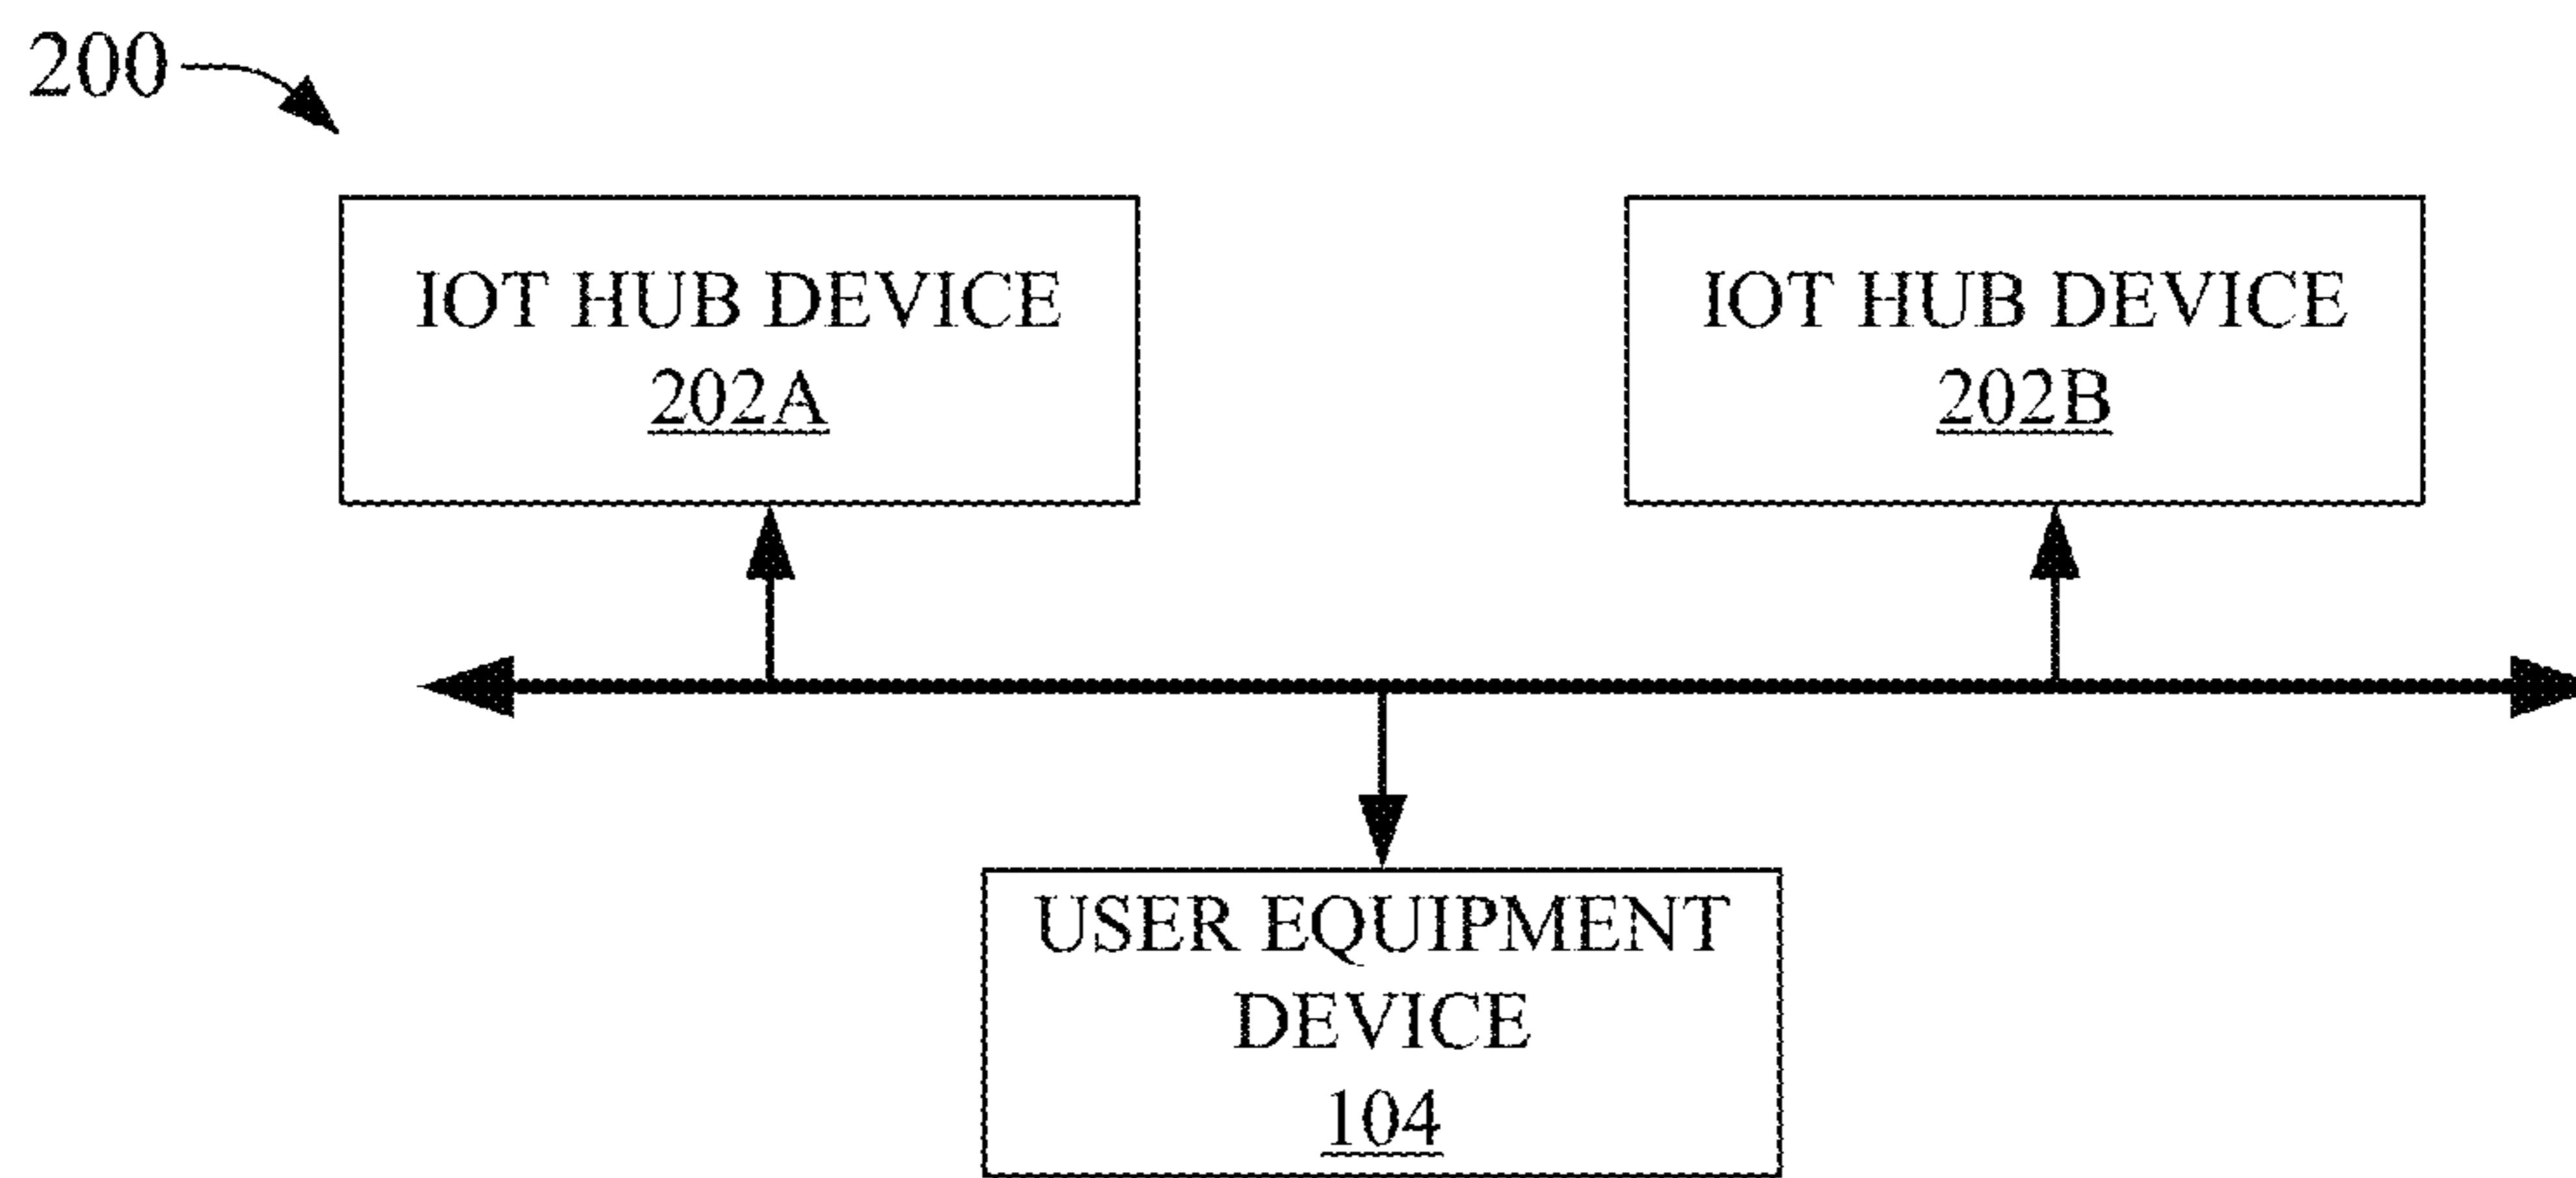 200
IOT HUB DEVICE
202A
IOT HUB DEVICE
202B
USER EQUIPMENT
DEVICE
104